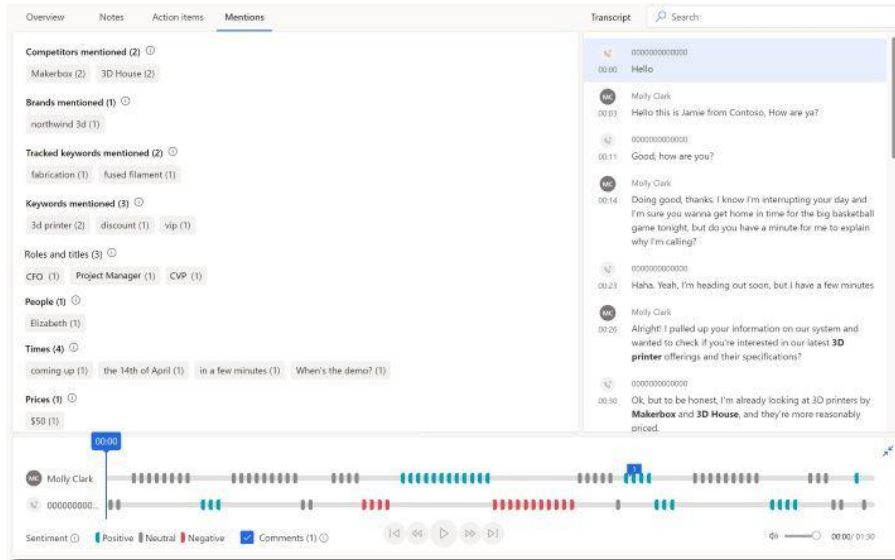 Overview Notes Action items Mentions
Competitors mentioned (2)
Makerbox (2) 3D House (2)
Brands mentioned (1)
northwind 3d (1)
Tracked keywords mentioned (2)
fabrication (1) fused filament (1)
Keywords mentioned (3)
3d printer (2) discount (1) vip (1)
Roles and titles (3)
CFO (1) Project Manager (1) CVP (1)
People (1)
Elizabeth (1)
Times (4)
coming up (1) the 14th of April (1) in a few minutes (1) When's the demo? (1)
Prices (1)
$50 (1)
Transcript Search
0000000000000
00:00 Hello
MC Molly Clark
00:03 Hello this is Jamie from Contoso, How are ya?
0000000000000
00:11 Good, how are you?
MC Molly Clark
00:14 Doing good, thanks. I know I'm interrupting your day and
I'm sure you wanna get home in time for the big basketball
game tonight, but do you have a minute for me to explain
why I'm calling?
0000000000000
00:23 Haha. Yeah, I'm heading out soon, but I have a few minutes
MC Molly Clark
00:26 Alright! I pulled up your information on our system and
wanted to check if you're interested in our latest 3D
printer offerings and their specifications?
0000000000000
00:30 Ok, but to be honest, I'm already looking at 3D printers by
Makerbox and 3D House, and they're more reasonably
priced.
00:00
1
MC Molly Clark
000000000...
Sentiment Positive Neutral Negative Comments (1)
00:00/ 01:30